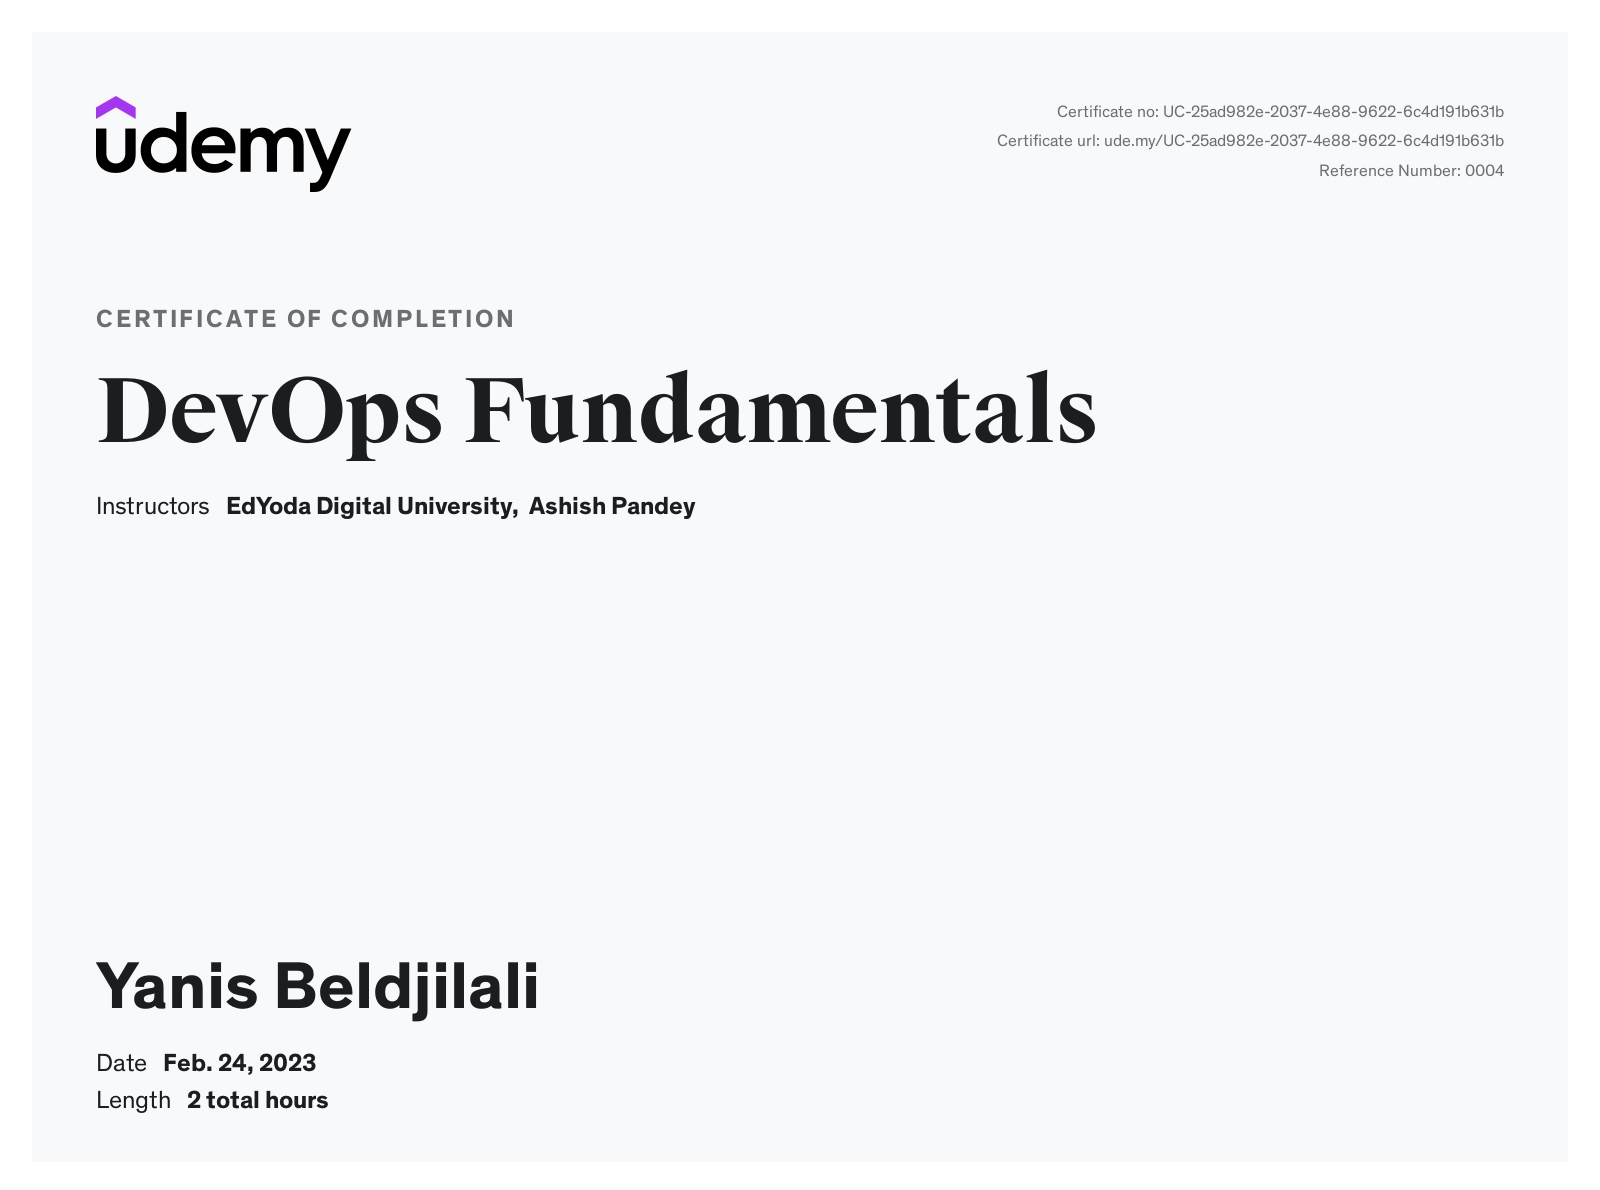 udemy
Certificate no: UC-25ad982e-2037-4e88-9622-6c4d191b631b
Certificate url: ude.my/UC-25ad982e-2037-4e88-9622-6c4d191b631b
Reference Number: 0004
CERTIFICATE OF COMPLETION
DevOps Fundamentals
Instructors EdYoda Digital University, Ashish Pandey
Yanis Beldjilali
Date Feb. 24, 2023
Length 2 total hours